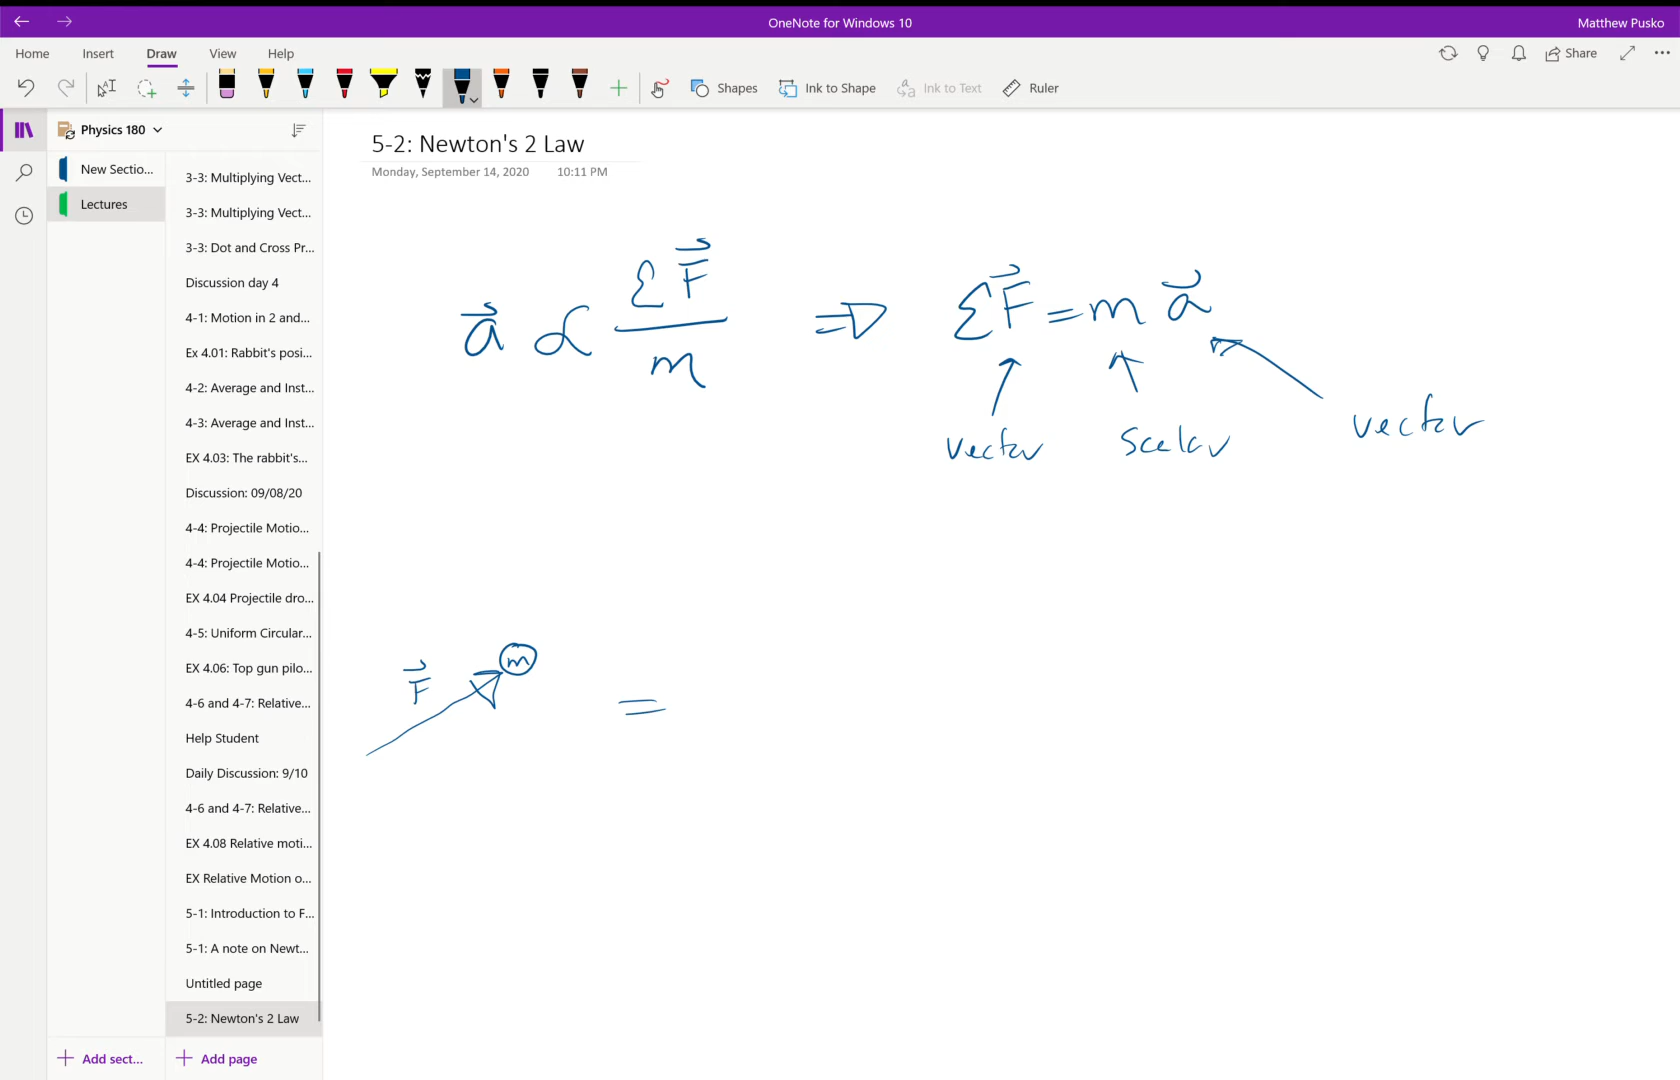 OneNote for Windows 10
Matthew Pusko
Home Insert Draw View Help
Share
Shapes Ink to Shape Ink to Text Ruler
Physics 180
New Sectio...
Lectures
3-3: Multiplying Vect...
3-3: Multiplying Vect...
3-3: Dot and Cross Pr...
Discussion day 4
4-1: Motion in 2 and...
Ex 4.01: Rabbit's posi...
4-2: Average and Inst...
4-3: Average and Inst...
EX 4.03: The rabbit's...
Discussion: 09/08/20
4-4: Projectile Motio...
4-4: Projectile Motio...
EX 4.04 Projectile dro...
4-5: Uniform Circular...
EX 4.06: Top gun pilo...
4-6 and 4-7: Relative...
Help Student
Daily Discussion: 9/10
4-6 and 4-7: Relative...
EX 4.08 Relative moti...
EX Relative Motion o...
5-1: Introduction to F...
5-1: A note on Newt...
Untitled page
5-2: Newton's 2 Law
Add sect...
Add page
5-2: Newton's 2 Law
Monday, September 14, 2020 10:11 PM
a⃗ ∝ ΣF⃗ / m ⇒ ΣF⃗ = m a⃗
vector scalar vector
F⃗ m =